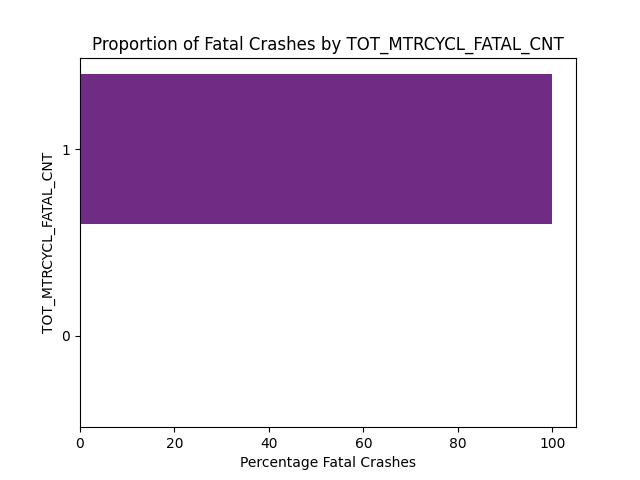 Proportion of Fatal Crashes by TOT_MTRCYCL_FATAL_CNT
TOT_MTRCYCL_FATAL_CNT
1
0
0 20 40 60 80 100
Percentage Fatal Crashes